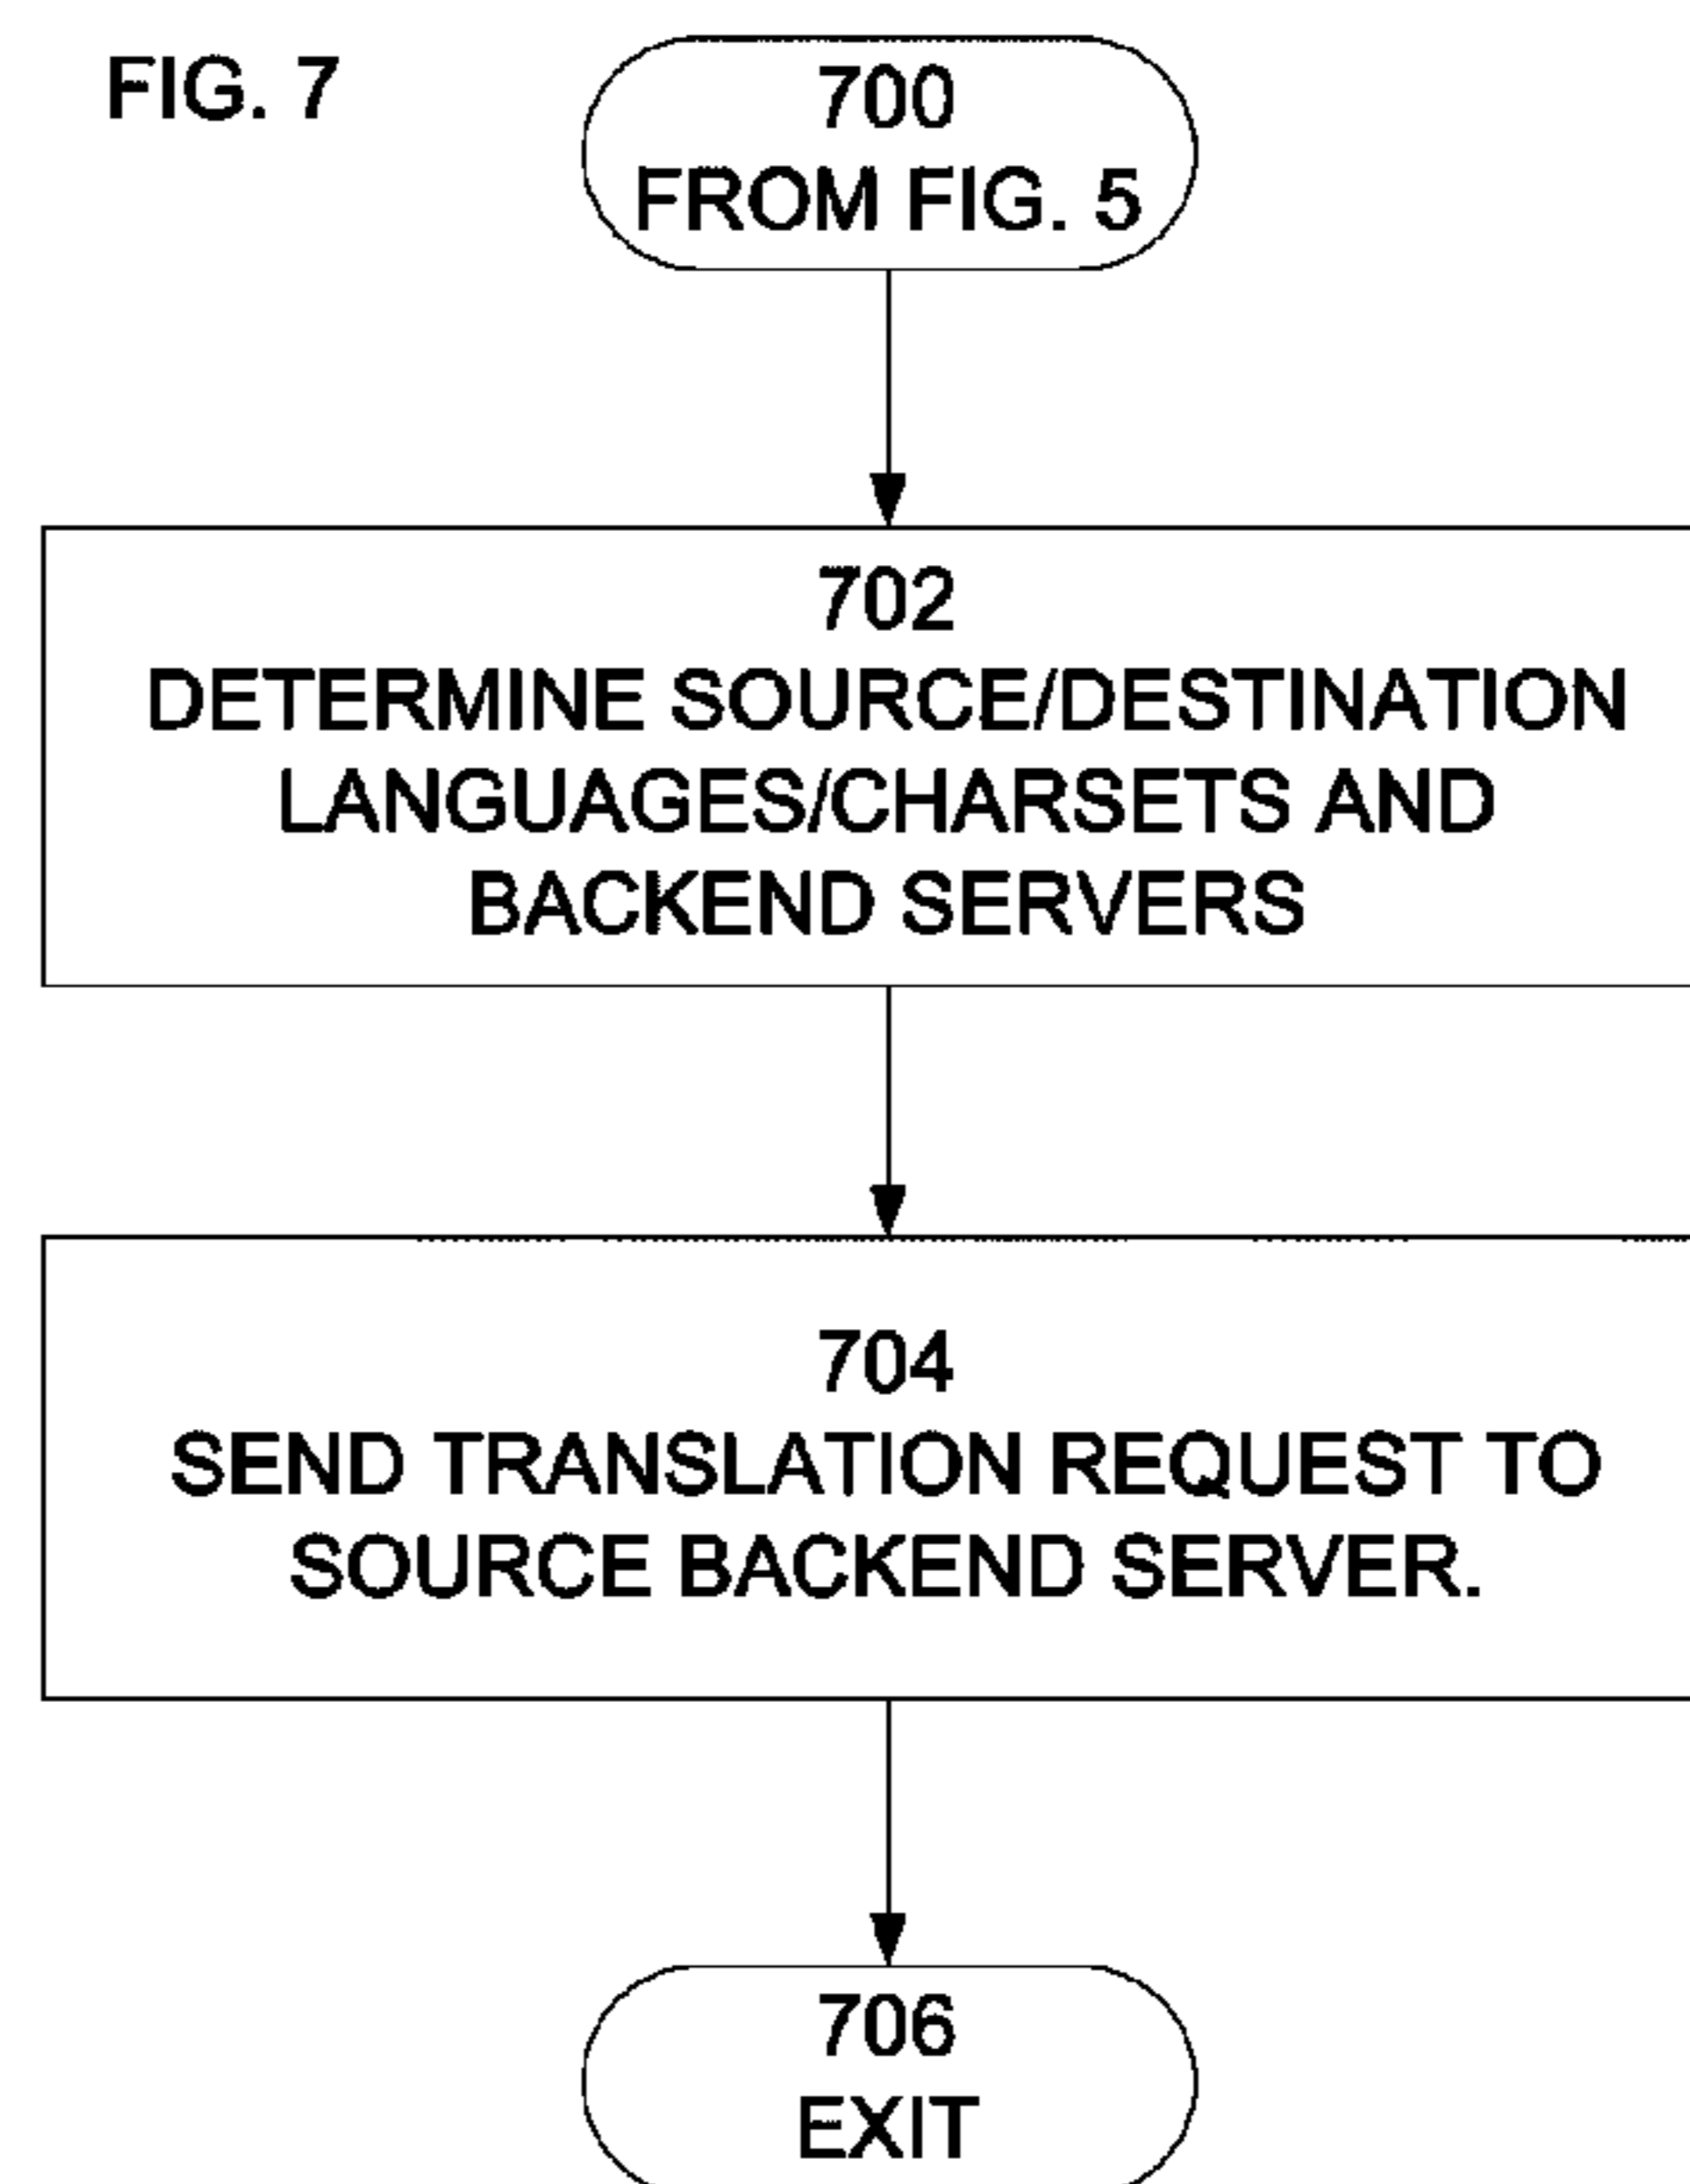 FIG. 7
700
FROM FIG. 5
702
DETERMINE SOURCE/DESTINATION
LANGUAGES/CHARSETS AND
BACKEND SERVERS
704
SEND TRANSLATION REQUEST TO
SOURCE BACKEND SERVER.
706
EXIT